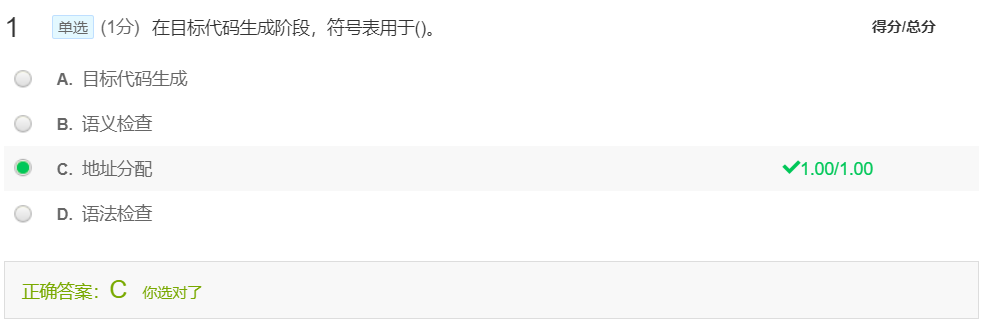 1 单选 (1分) 在目标代码生成阶段，符号表用于()。 得分/总分
A. 目标代码生成
B. 语义检查
C. 地址分配 1.00/1.00
D. 语法检查
正确答案：C 你选对了